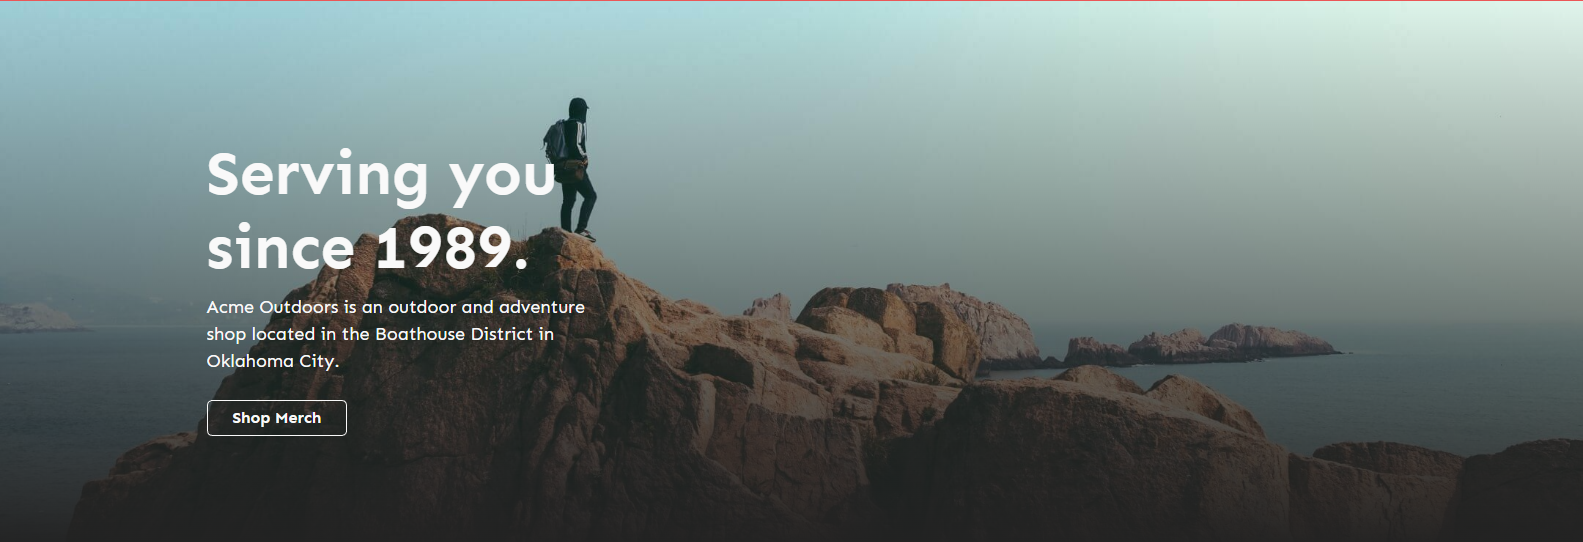 Serving you
since 1989.
Acme Outdoors is an outdoor and adventure
shop located in the Boathouse District in
Oklahoma City.
Shop Merch